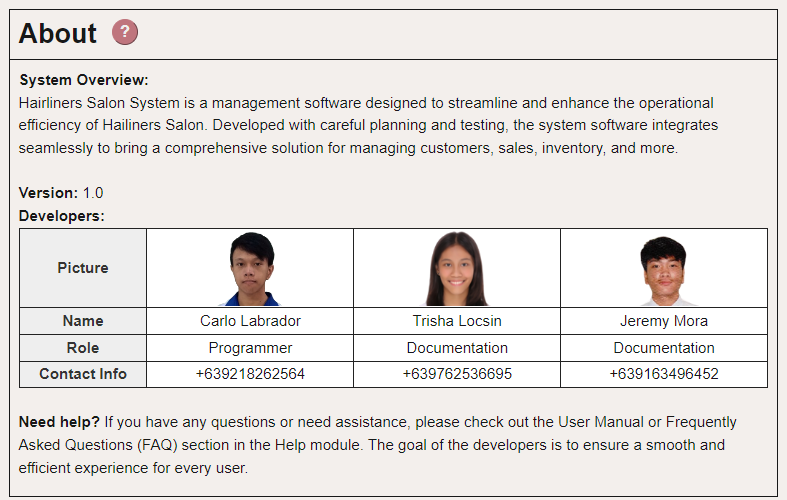 About ?
System Overview:
Hairliners Salon System is a management software designed to streamline and enhance the operational
efficiency of Hailiners Salon. Developed with careful planning and testing, the system software integrates
seamlessly to bring a comprehensive solution for managing customers, sales, inventory, and more.
Version: 1.0
Developers:
Picture
Name Carlo Labrador Trisha Locsin Jeremy Mora
Role Programmer Documentation Documentation
Contact Info +639218262564 +639762536695 +639163496452
Need help? If you have any questions or need assistance, please check out the User Manual or Frequently
Asked Questions (FAQ) section in the Help module. The goal of the developers is to ensure a smooth and
efficient experience for every user.